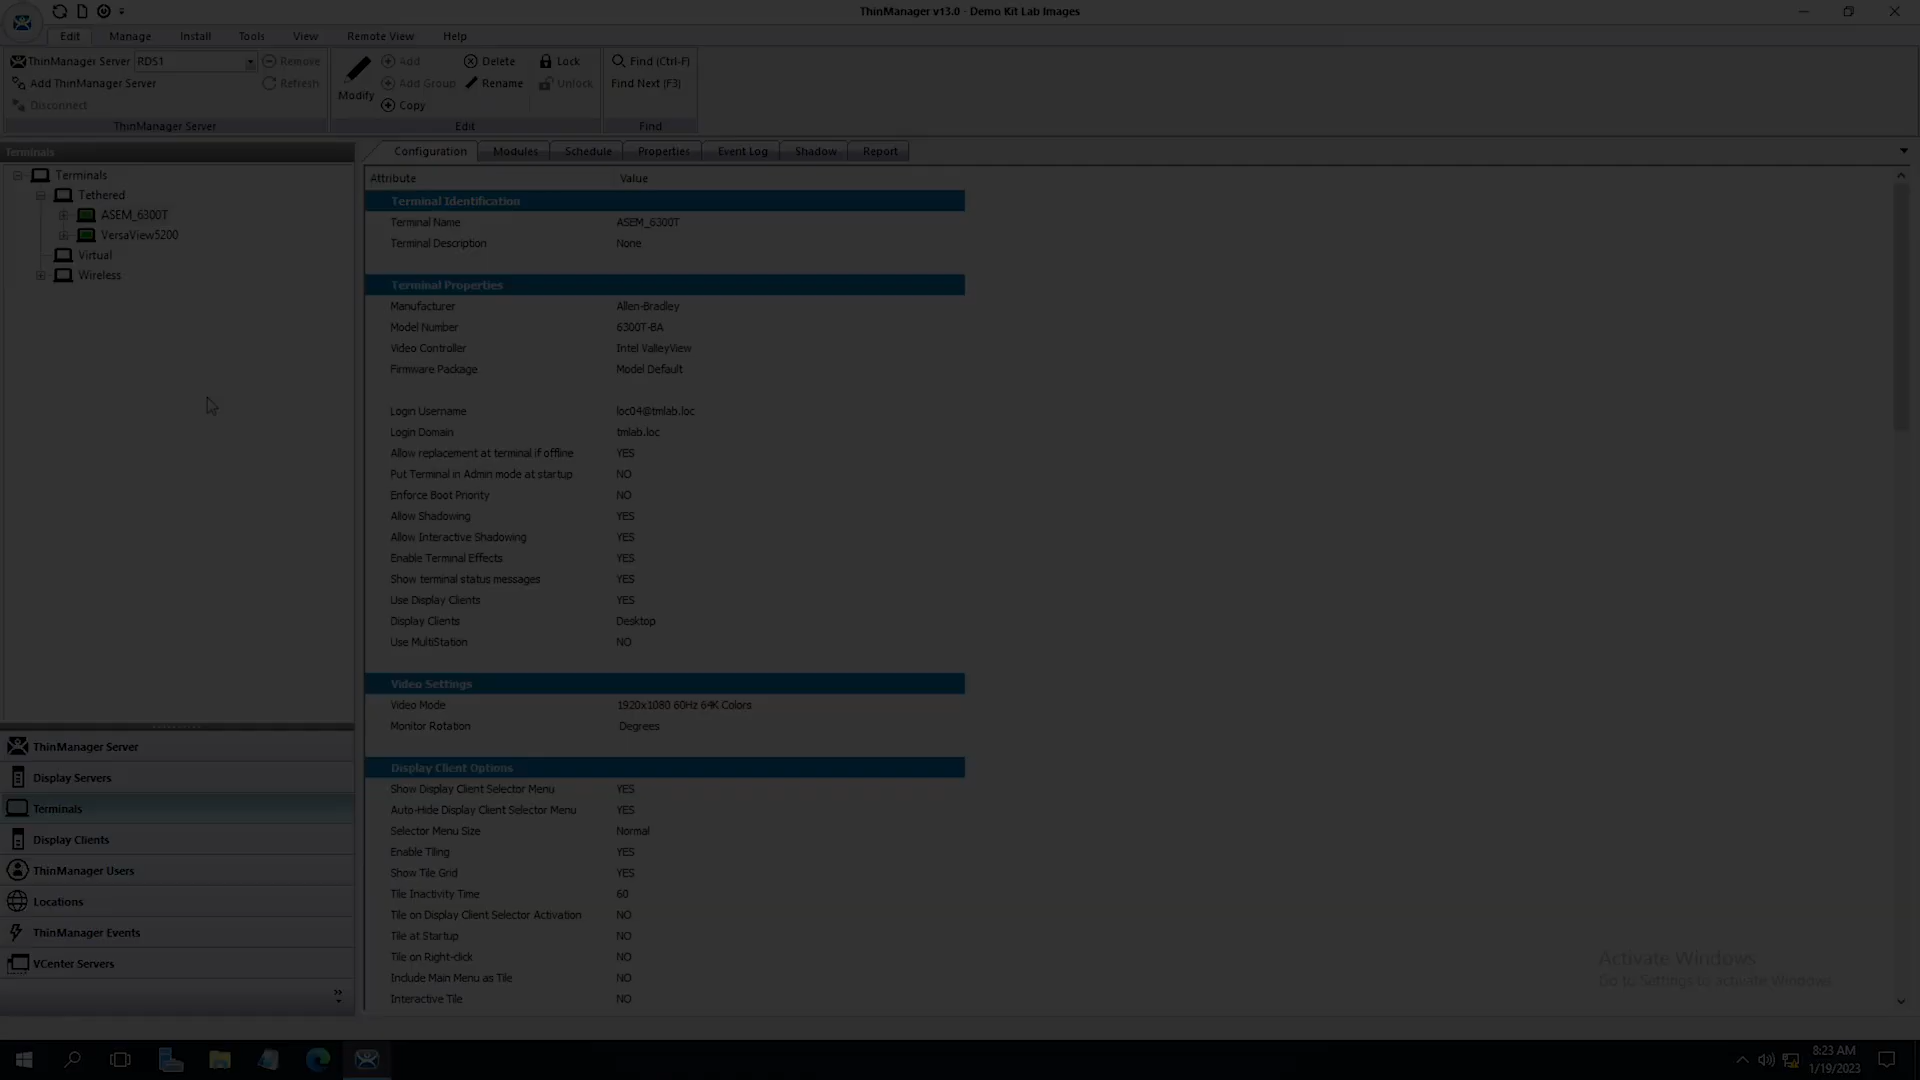 ThinManager v13.0 - Demo Kit Lab Images
Edit Manage Install Tools View Remote View Help
ThinManager Server RDS1 Remove
Add ThinManager Server Refresh
Disconnect
ThinManager Server
Modify
Add Delete Lock
Add Group Rename Unlock
Copy
Edit
Find (Ctrl-F)
Find Next (F3)
Find
Terminals
Terminals
Tethered
ASEM_6300T
VersaView5200
Virtual
Wireless
ThinManager Server
Display Servers
Terminals
Display Clients
ThinManager Users
Locations
ThinManager Events
VCenter Servers
Configuration Modules Schedule Properties Event Log Shadow Report
Attribute Value
Terminal Identification
Terminal Name ASEM_6300T
Terminal Description None
Terminal Properties
Manufacturer Allen-Bradley
Model Number 6300T-BA
Video Controller Intel ValleyView
Firmware Package Model Default
Login Username loc04@tmlab.loc
Login Domain tmlab.loc
Allow replacement at terminal if offline YES
Put Terminal in Admin mode at startup NO
Enforce Boot Priority NO
Allow Shadowing YES
Allow Interactive Shadowing YES
Enable Terminal Effects YES
Show terminal status messages YES
Use Display Clients YES
Display Clients Desktop
Use MultiStation NO
Video Settings
Video Mode 1920x1080 60Hz 64K Colors
Monitor Rotation Degrees
Display Client Options
Show Display Client Selector Menu YES
Auto-Hide Display Client Selector Menu YES
Selector Menu Size Normal
Enable Tiling YES
Show Tile Grid YES
Tile Inactivity Time 60
Tile on Display Client Selector Activation NO
Tile at Startup NO
Tile on Right-click NO
Include Main Menu as Tile NO
Interactive Tile NO
Activate Windows
Go to Settings to activate Windows.
8:23 AM
1/19/2023